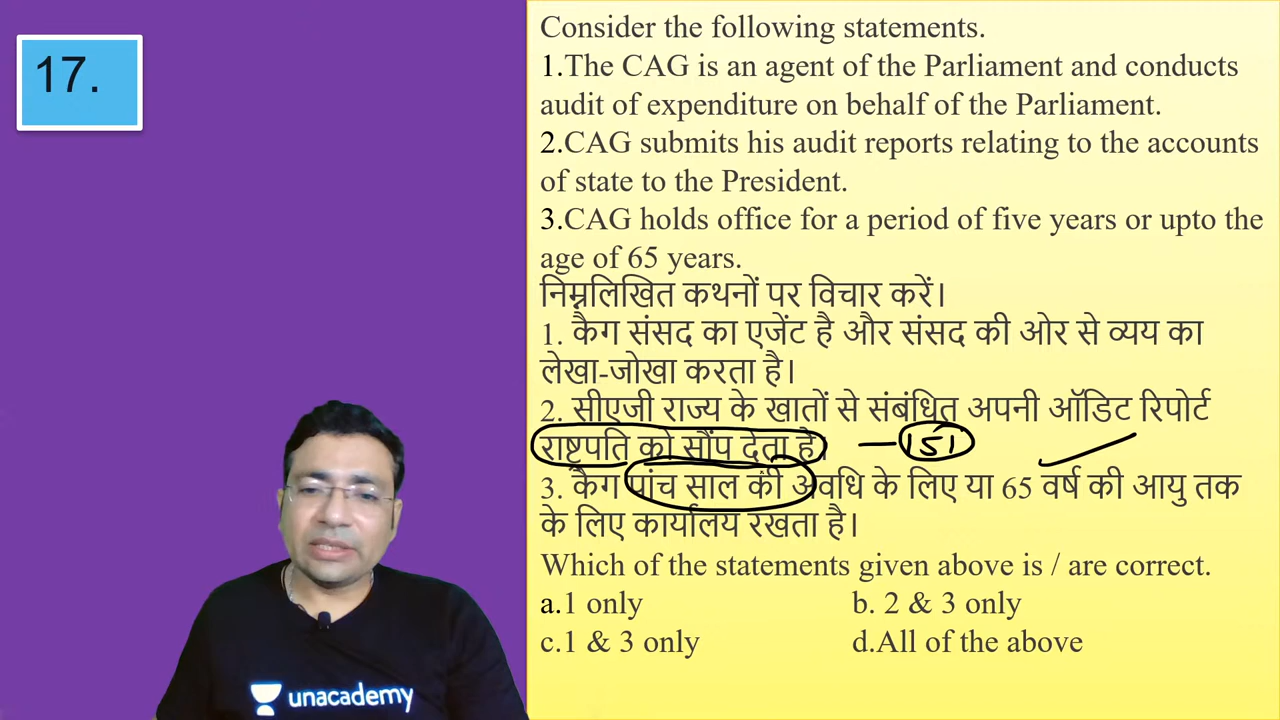 17.
Consider the following statements.
1.The CAG is an agent of the Parliament and conducts
audit of expenditure on behalf of the Parliament.
2.CAG submits his audit reports relating to the accounts
of state to the President.
3.CAG holds office for a period of five years or upto the
age of 65 years.
निम्नलिखित कथनों पर विचार करें।
1. कैग संसद का एजेंट है और संसद की ओर से व्यय का
लेखा-जोखा करता है।
2. सीएजी राज्य के खातों से संबंधित अपनी ऑडिट रिपोर्ट
राष्ट्रपति को सौंप देता है। — 151
3. कैग पांच साल की अवधि के लिए या 65 वर्ष की आयु तक
के लिए कार्यालय रखता है।
Which of the statements given above is / are correct.
a.1 only b. 2 & 3 only
c.1 & 3 only d.All of the above
unacademy